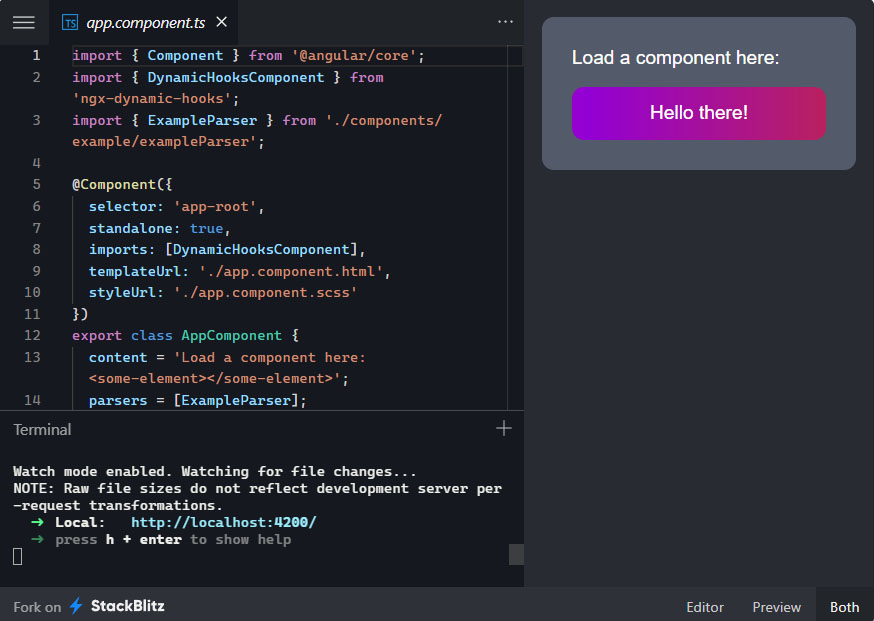 TS app.component.ts ×
1 import { Component } from '@angular/core';
2 import { DynamicHooksComponent } from
'ngx-dynamic-hooks';
3 import { ExampleParser } from './components/
example/exampleParser';
4
5 @Component({
6 selector: 'app-root',
7 standalone: true,
8 imports: [DynamicHooksComponent],
9 templateUrl: './app.component.html',
10 styleUrl: './app.component.scss'
11 })
12 export class AppComponent {
13 content = 'Load a component here:
<some-element></some-element>';
14 parsers = [ExampleParser];
Terminal
Watch mode enabled. Watching for file changes...
NOTE: Raw file sizes do not reflect development server per
-request transformations.
➜ Local: http://localhost:4200/
➜ press h + enter to show help
Load a component here:
Hello there!
Fork on StackBlitz
Editor Preview Both